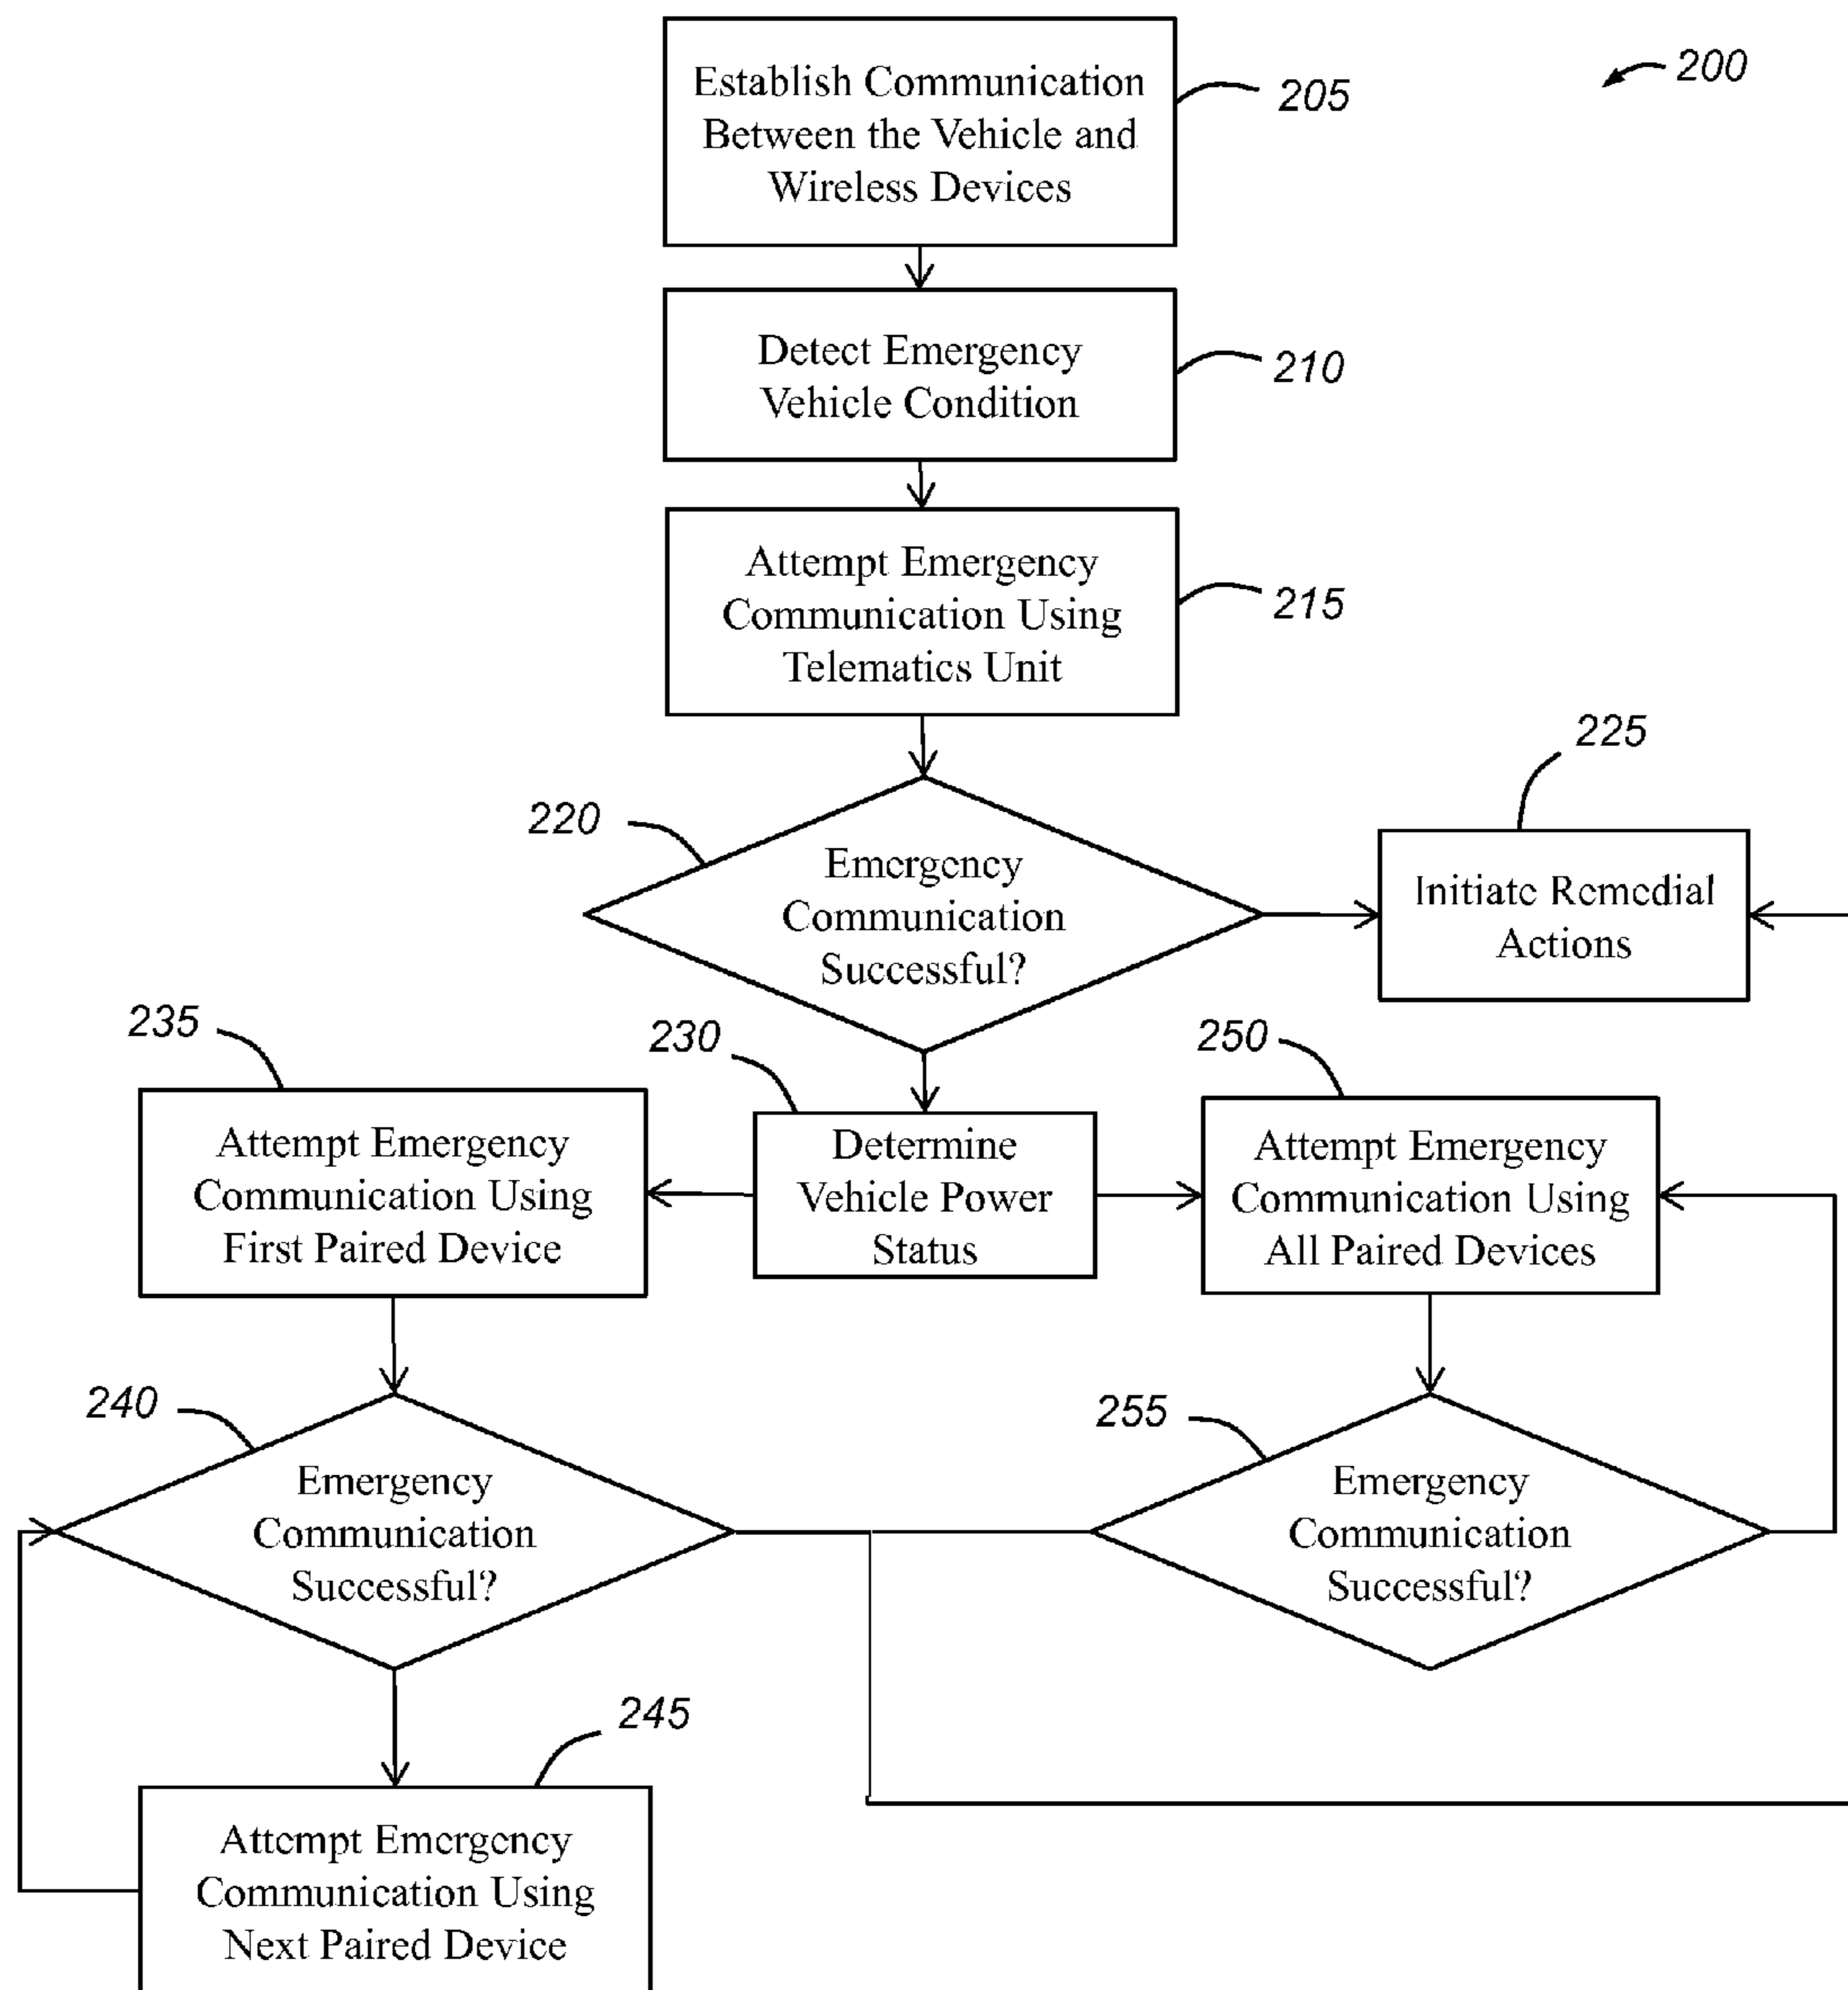 200
Establish Communication
Between the Vehicle and
Wireless Devices
205
Detect Emergency
Vehicle Condition
210
Attempt Emergency
Communication Using
Telematics Unit
215
220
Emergency
Communication
Successful?
225
Initiate Remedial
Actions
230
Determine
Vehicle Power
Status
235
Attempt Emergency
Communication Using
First Paired Device
250
Attempt Emergency
Communication Using
All Paired Devices
240
Emergency
Communication
Successful?
255
Emergency
Communication
Successful?
245
Attempt Emergency
Communication Using
Next Paired Device